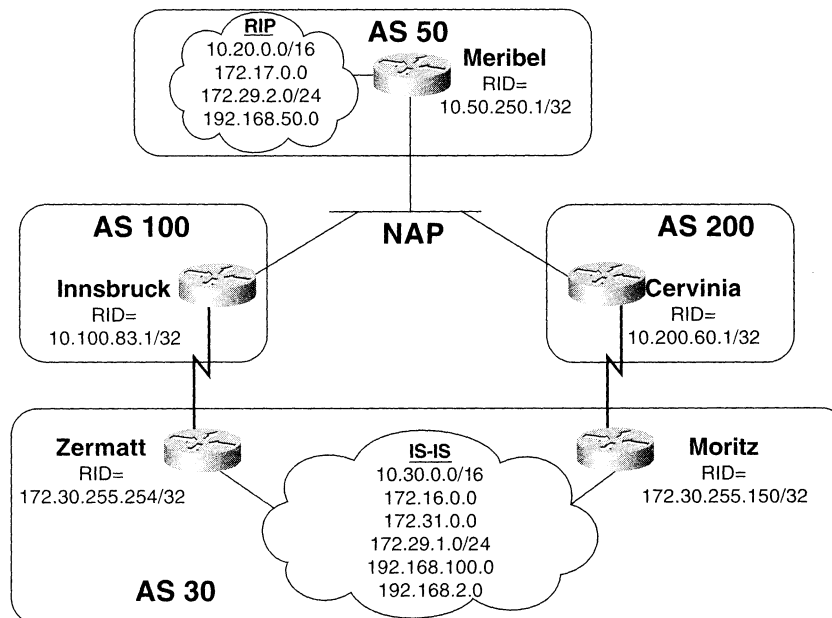 RIP
10.20.0.0/16
172.17.0.0
172.29.2.0/24
192.168.50.0
AS 50
Meribel
RID=
10.50.250.1/32
AS 100
Innsbruck
RID=
10.100.83.1/32
NAP
AS 200
Cervinia
RID=
10.200.60.1/32
Zermatt
RID=
172.30.255.254/32
IS-IS
10.30.0.0/16
172.16.0.0
172.31.0.0
172.29.1.0/24
192.168.100.0
192.168.2.0
Moritz
RID=
172.30.255.150/32
AS 30